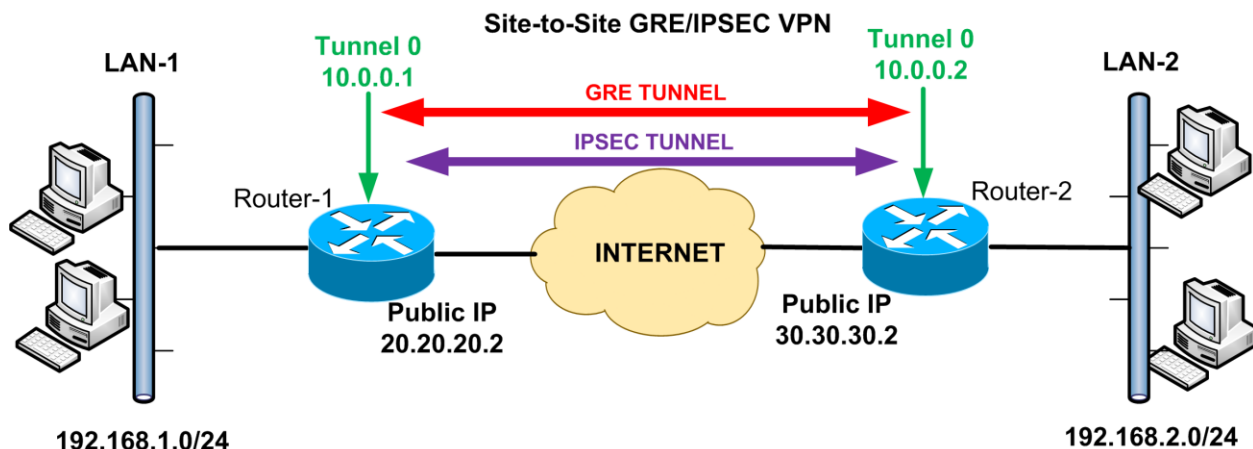 Site-to-Site GRE/IPSEC VPN
Tunnel 0
10.0.0.1
Tunnel 0
10.0.0.2
LAN-1
LAN-2
GRE TUNNEL
IPSEC TUNNEL
Router-1
Router-2
INTERNET
Public IP
20.20.20.2
Public IP
30.30.30.2
192.168.1.0/24
192.168.2.0/24